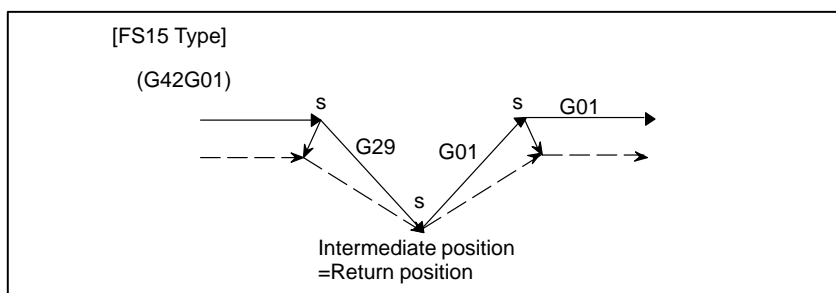 [FS15 Type]
(G42G01)
s
s
G01
G29
G01
s
Intermediate position
=Return position